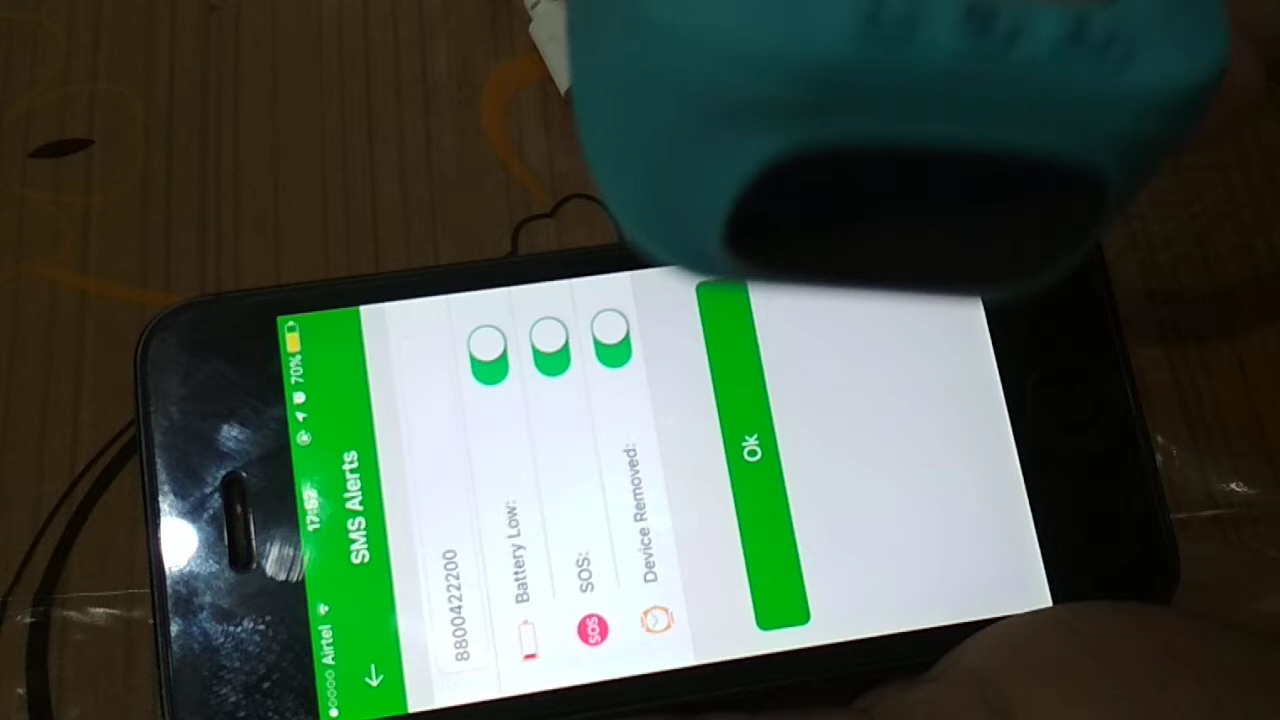 Airtel 17:52 70%
SMS Alerts
8800422200
Battery Low:
SOS SOS:
Device Removed:
Ok